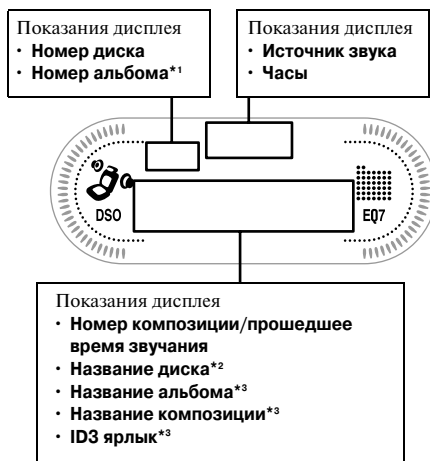 Показания дисплея
• Номер диска
• Номер альбома*1
Показания дисплея
• Источник звука
• Часы
DSO
EQ7
Показания дисплея
• Номер композиции/прошедшее
время звучания
• Название диска*2
• Название альбома*3
• Название композиции*3
• ID3 ярлык*3